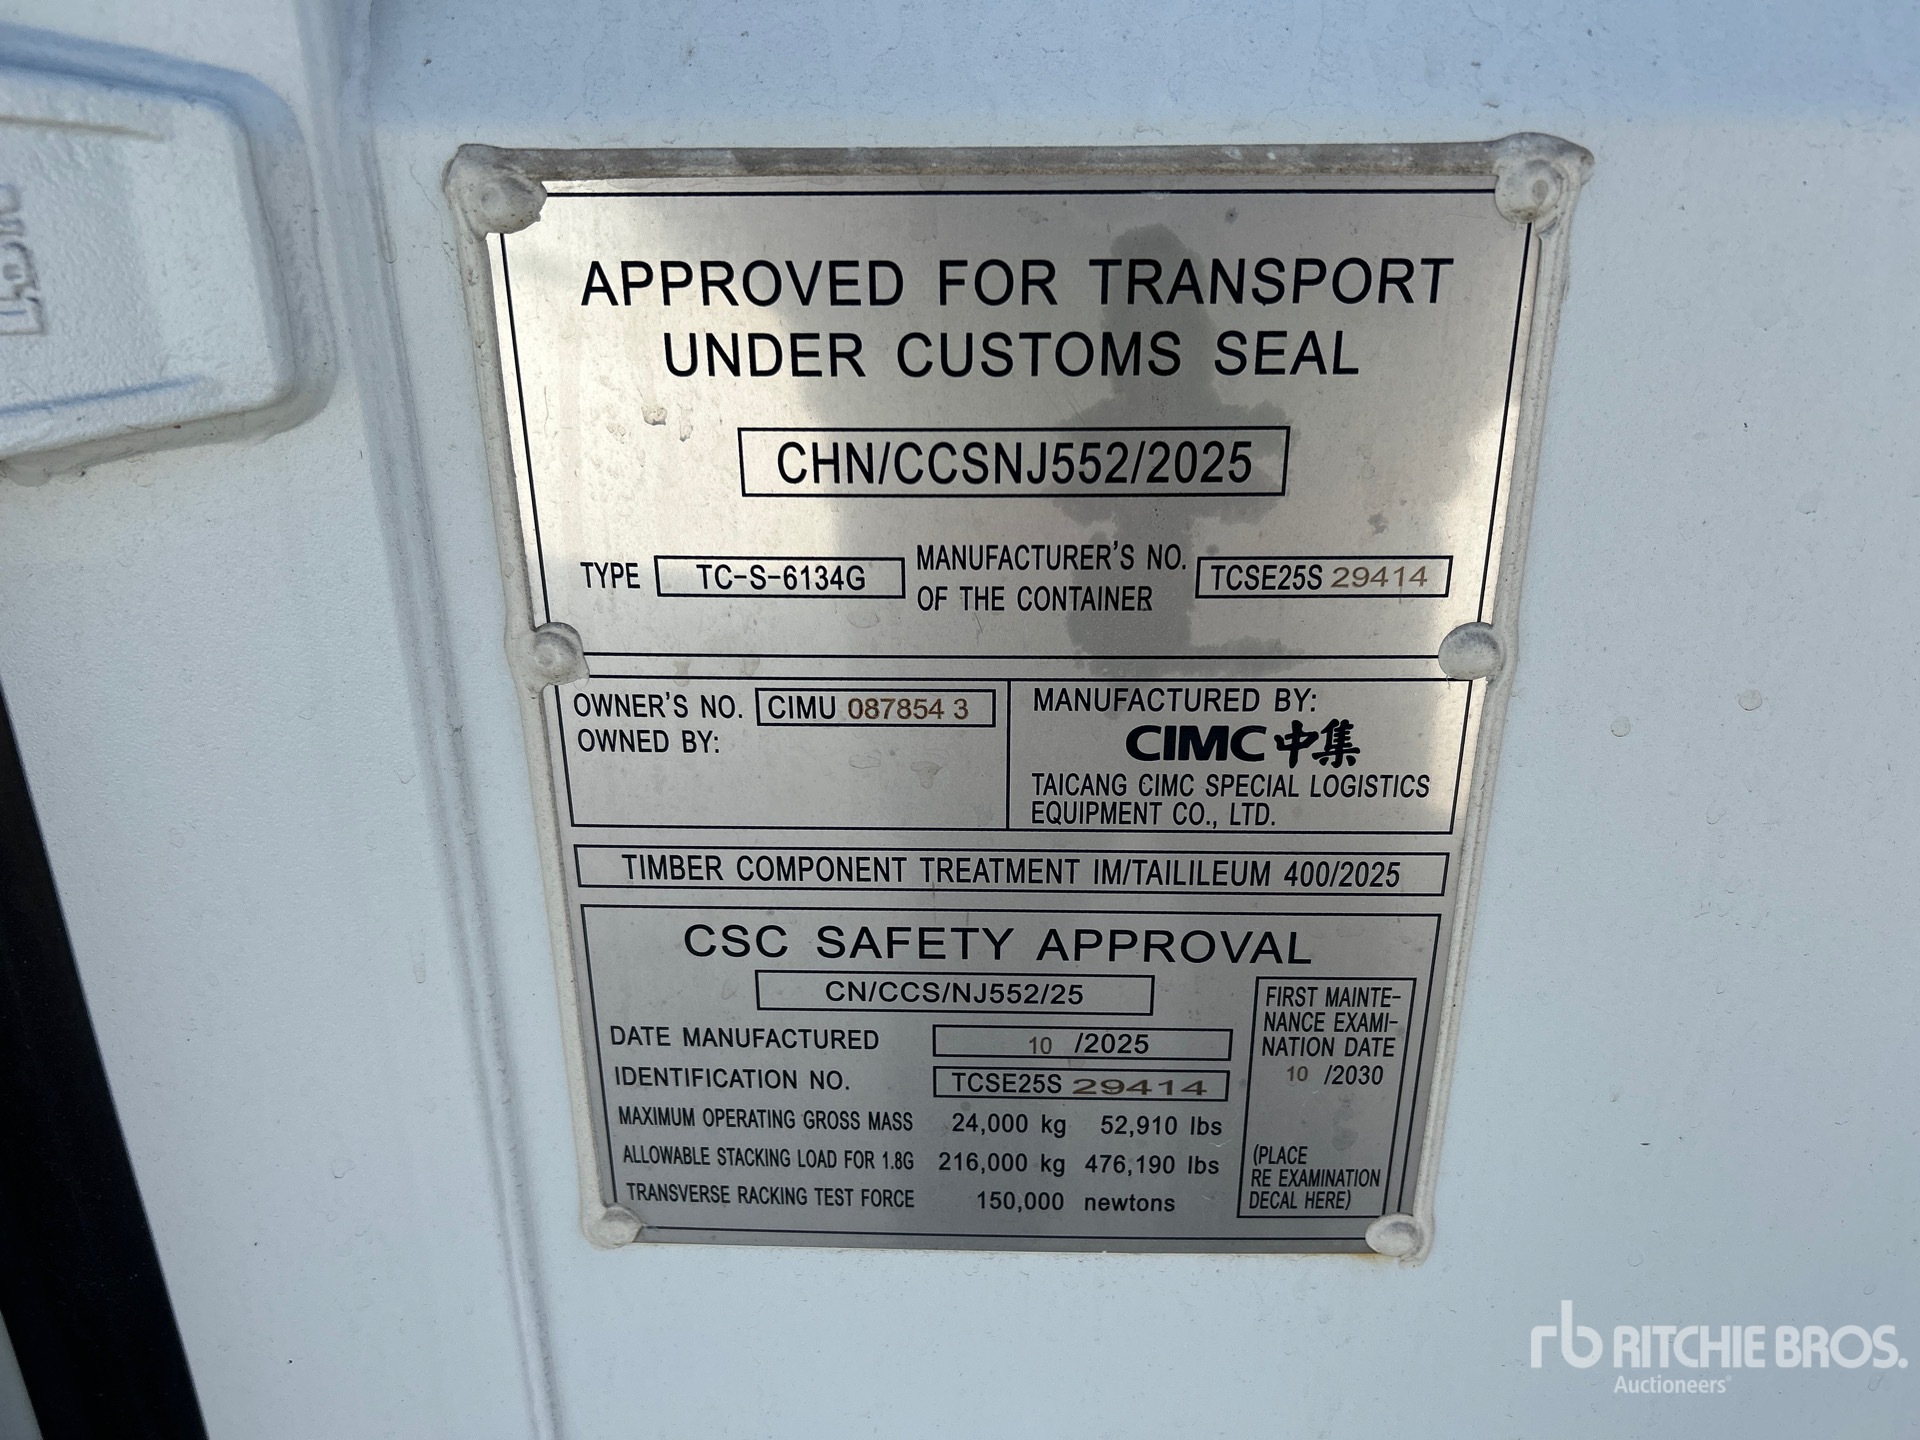 APPROVED FOR TRANSPORT
UNDER CUSTOMS SEAL
CHN/CCSNJ552/2025
TYPE TC-S-6134G MANUFACTURER'S NO.
OF THE CONTAINER TCSE25S 29414
OWNER'S NO. CIMU 087854 3
OWNED BY:
MANUFACTURED BY:
CIMC中集
TAICANG CIMC SPECIAL LOGISTICS
EQUIPMENT CO., LTD.
TIMBER COMPONENT TREATMENT IM/TAILILEUM 400/2025
CSC SAFETY APPROVAL
CN/CCS/NJ552/25
DATE MANUFACTURED 10 /2025
IDENTIFICATION NO. TCSE25S 29414
MAXIMUM OPERATING GROSS MASS 24,000 kg 52,910 lbs
ALLOWABLE STACKING LOAD FOR 1.8G 216,000 kg 476,190 lbs
TRANSVERSE RACKING TEST FORCE 150,000 newtons
FIRST MAINTE-
NANCE EXAMI-
NATION DATE
10 /2030
(PLACE
RE EXAMINATION
DECAL HERE)
rb RITCHIE BROS.
Auctioneers